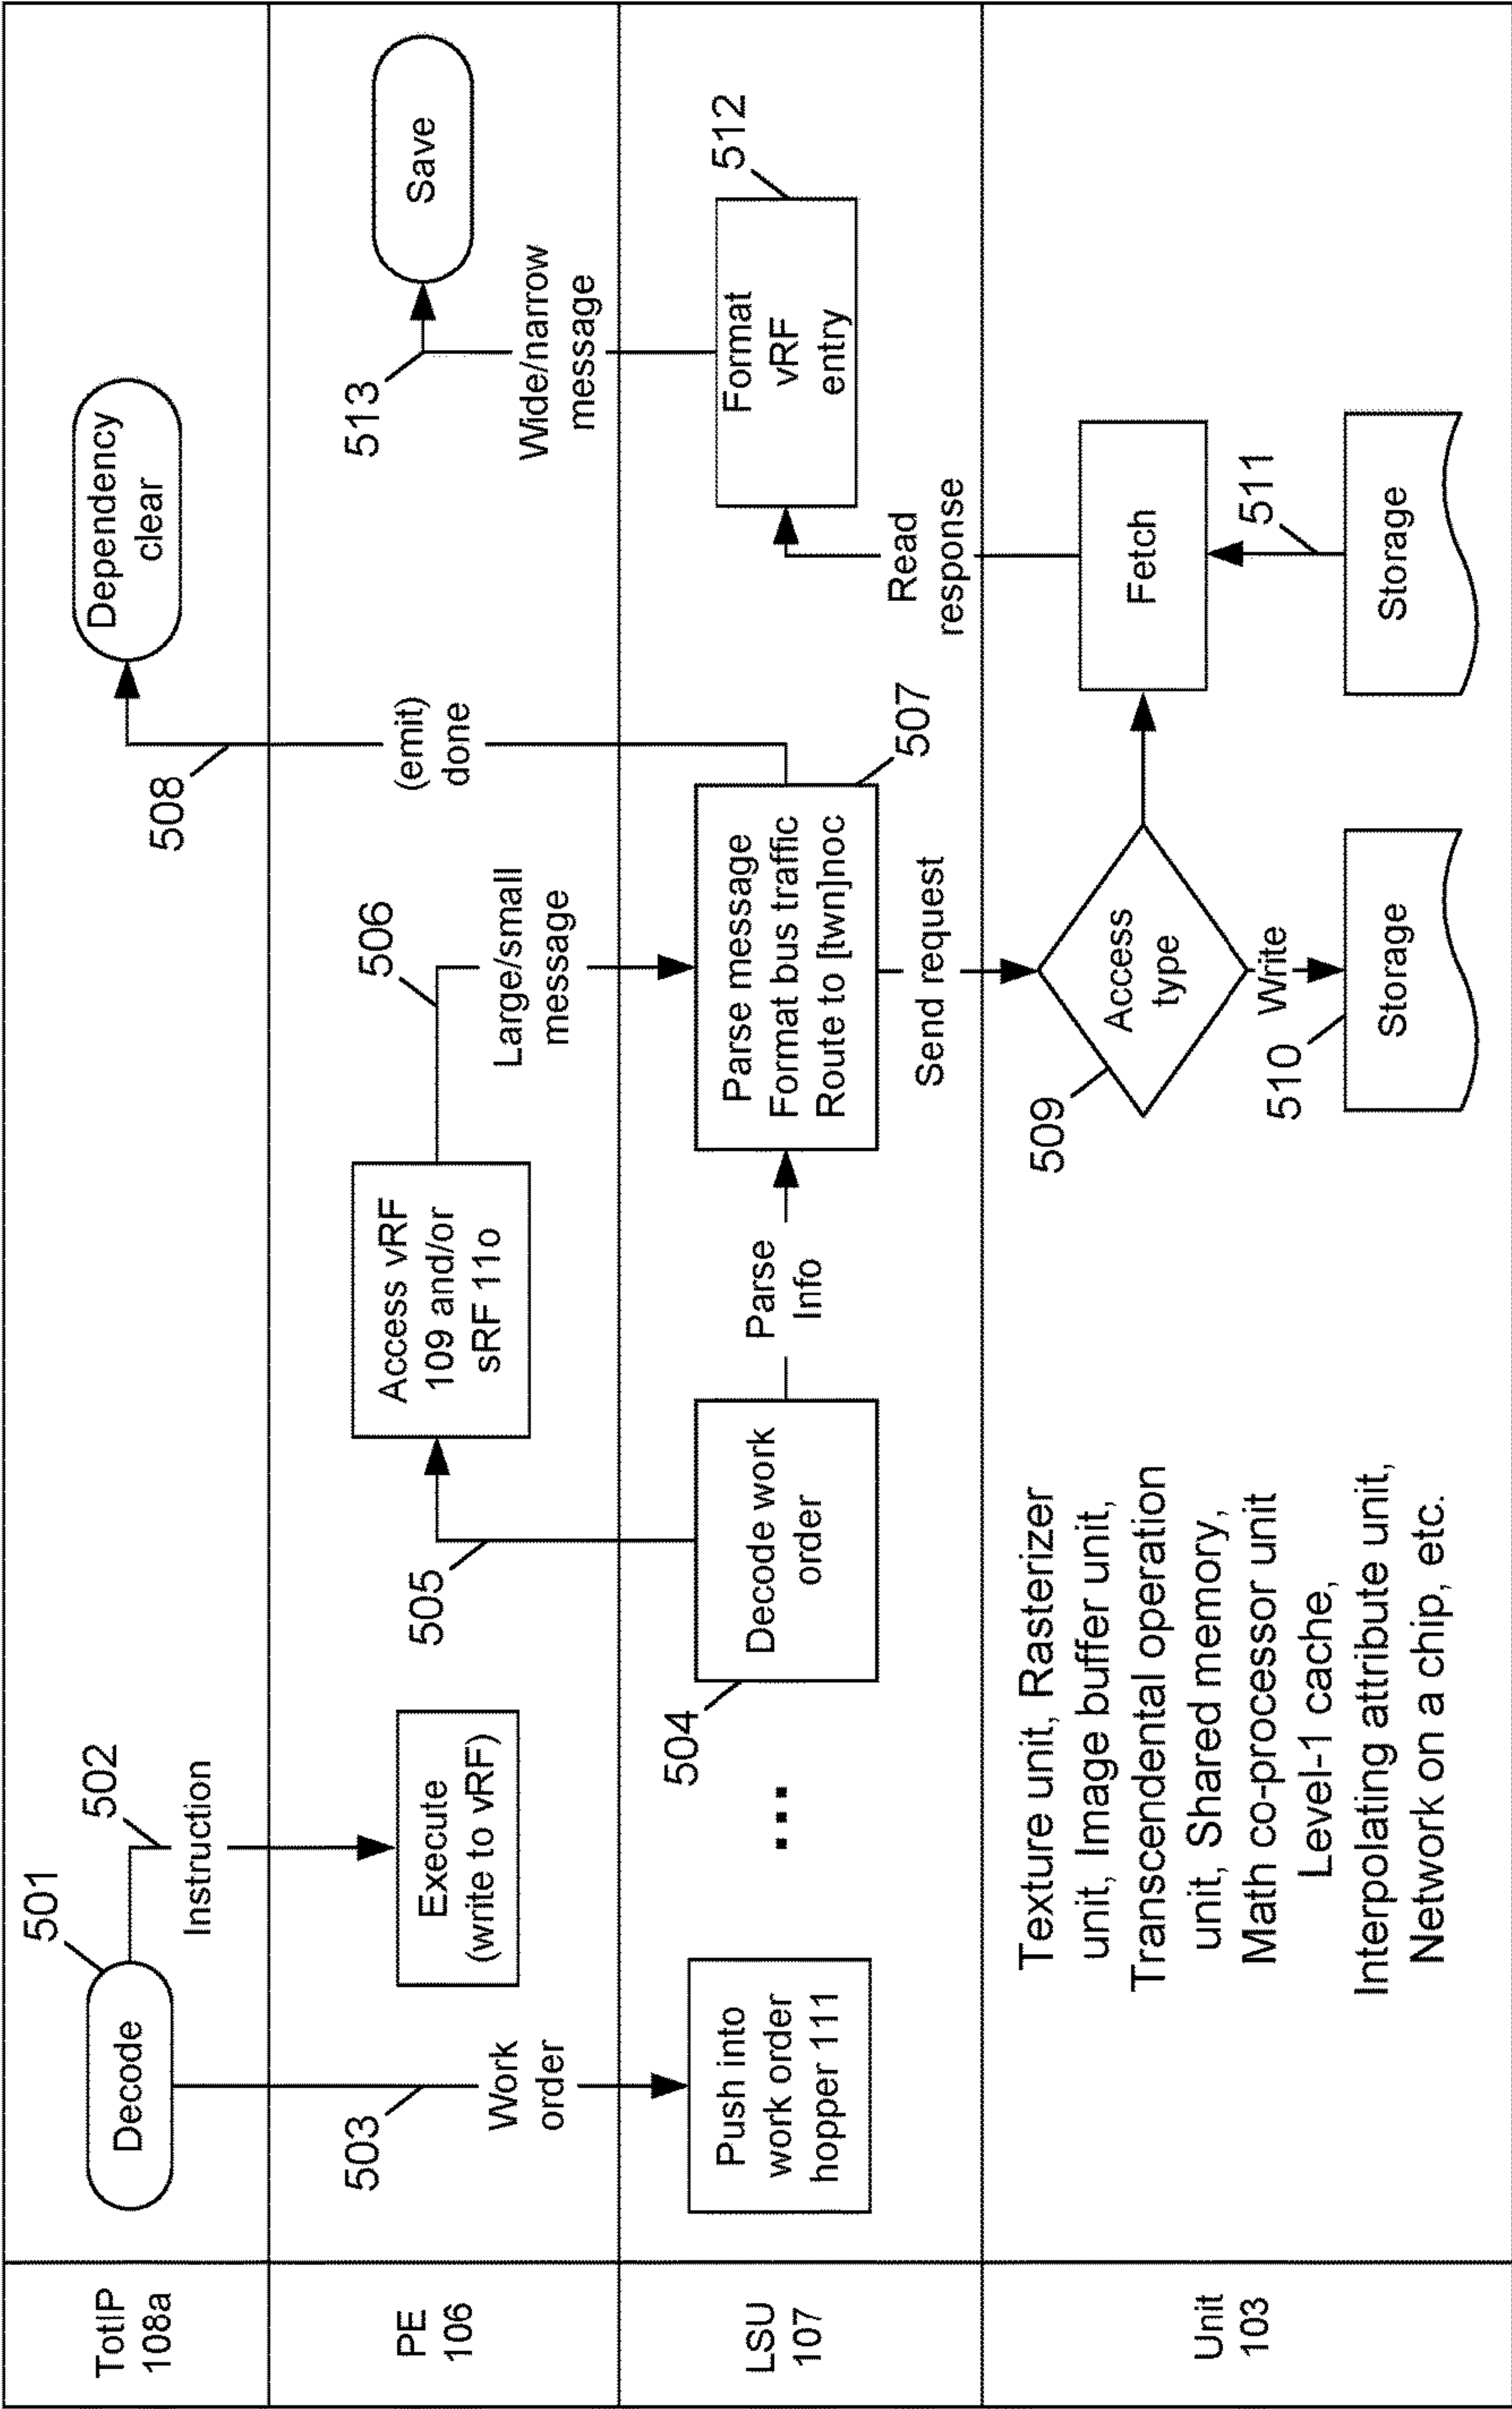 TotIP
108a
501
Decode
502
Instruction
508
Dependency
clear
PE
106
503
Work
order
Execute
(write to vRF)
505
Access vRF
109 and/or
sRF 11o
506
Large/small
message
(emit)
done
513
Wide/narrow
message
Save
LSU
107
Push into
work order
hopper 111
...
504
Decode work
order
Parse
Info
Parse message
Format bus traffic
Route to [twn]noc
507
Format
vRF
entry
512
Unit
103
Texture unit, Rasterizer
unit, Image buffer unit,
Transcendental operation
unit, Shared memory,
Math co-processor unit
Level-1 cache,
Interpolating attribute unit,
Network on a chip, etc.
Send request
509
Access
type
Write
510
Storage
Read
response
Fetch
511
Storage